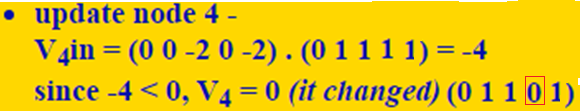 • update node 4 -
V₄in = (0 0 -2 0 -2) . (0 1 1 1 1) = -4
since -4 < 0, V₄ = 0 (it changed) (0 1 1 0 1)